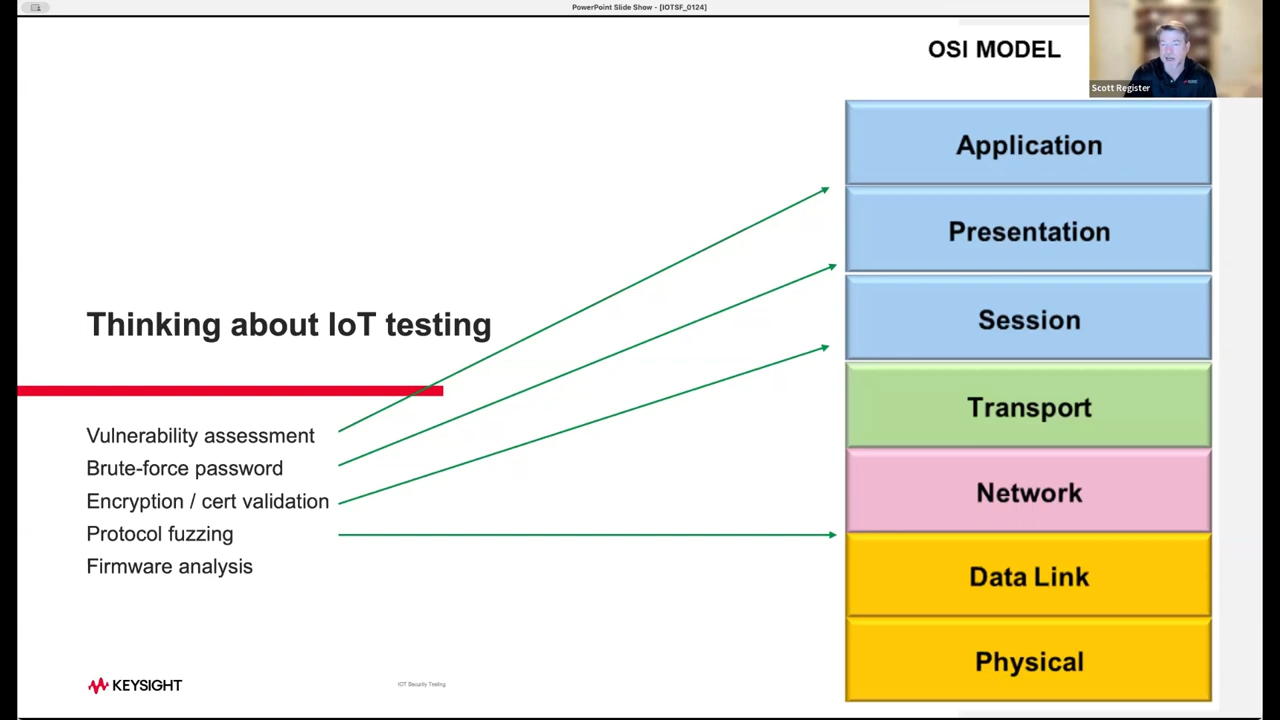 PowerPoint Slide Show - [IOTSF_0124]
OSI MODEL
Scott Register
Application
Presentation
Session
Transport
Network
Data Link
Physical
Thinking about IoT testing
Vulnerability assessment
Brute-force password
Encryption / cert validation
Protocol fuzzing
Firmware analysis
KEYSIGHT
IOT Security Testing